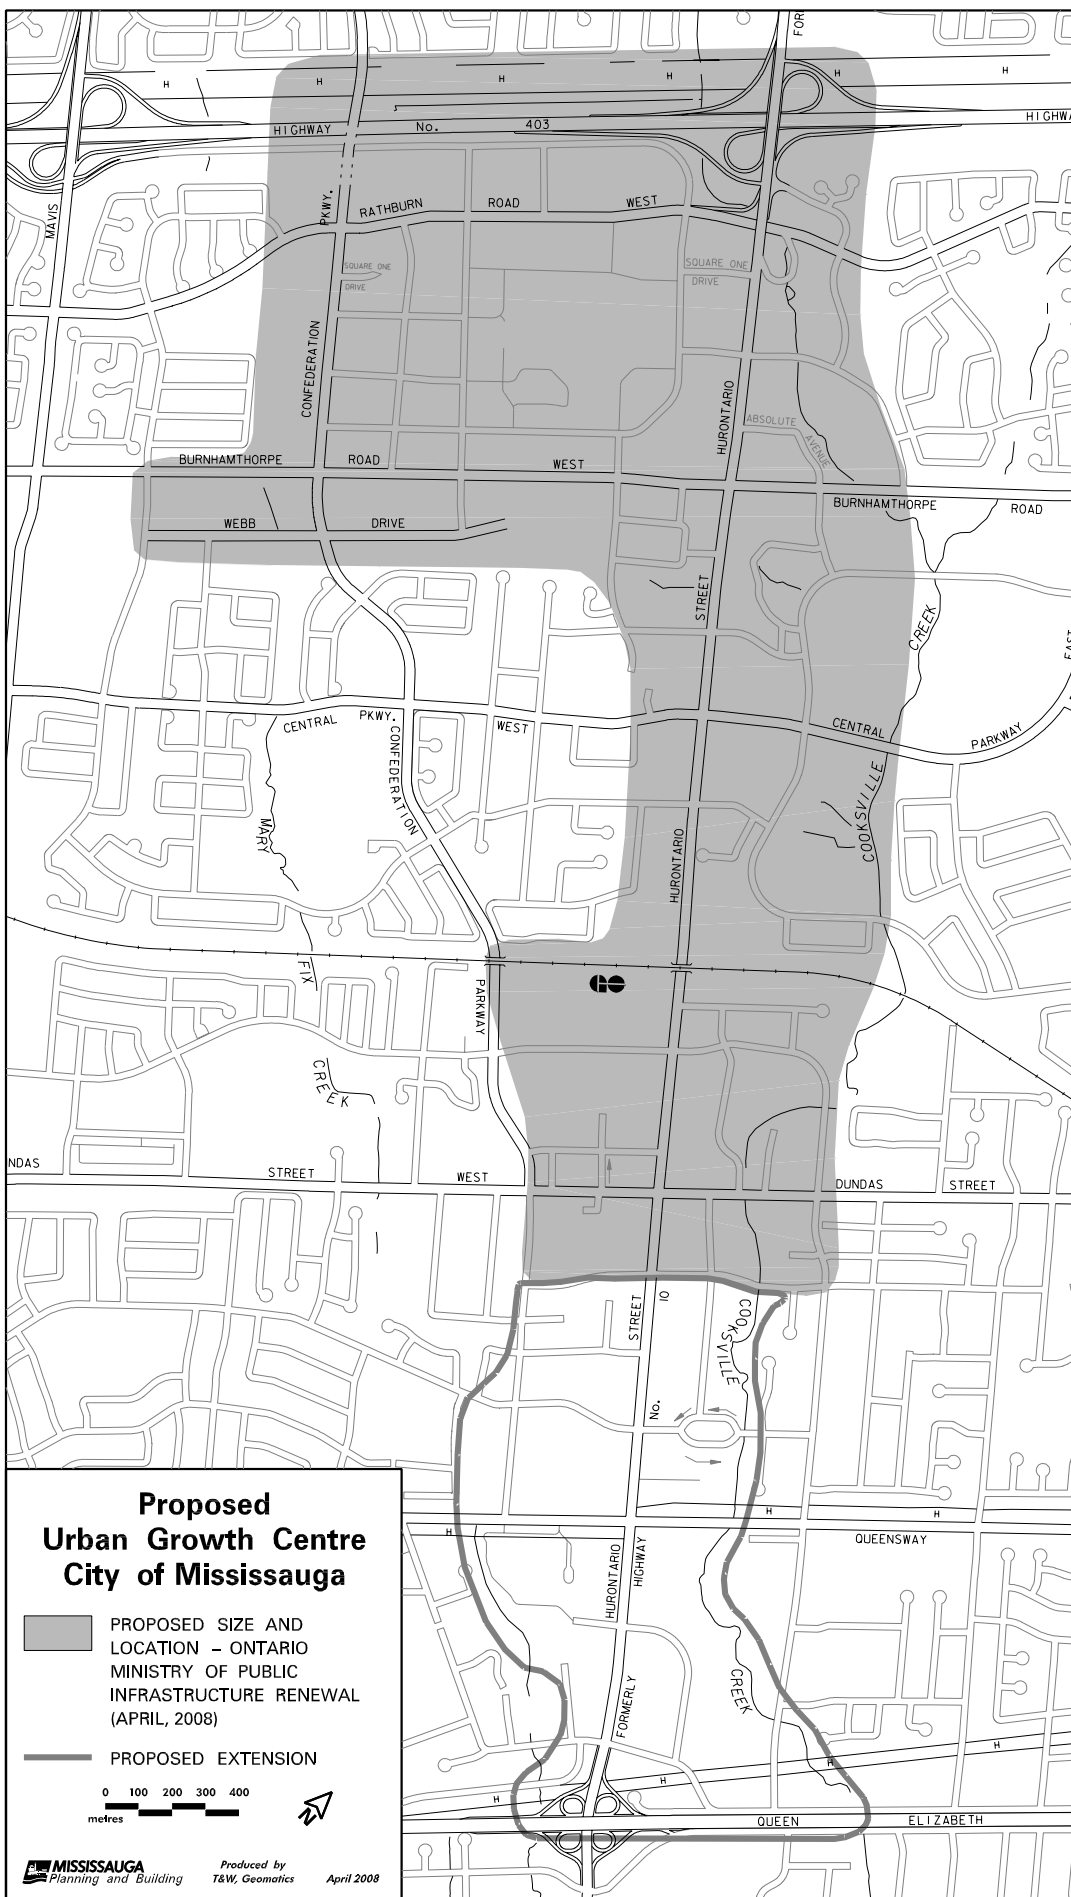 FOR
HIGHWAY
No.
403
HIGHWA
MAVIS
PKWY.
RATHBURN
ROAD
WEST
SQUARE ONE
DRIVE
SQUARE ONE
DRIVE
CONFEDERATION
HURONTARIO
ABSOLUTE
AVENUE
BURNHAMTHORPE
ROAD
WEST
BURNHAMTHORPE
ROAD
WEBB
DRIVE
STREET
CREEK
EAST
CENTRAL
PKWY.
WEST
CENTRAL
PARKWAY
CONFEDERATION
MARY
COOKSVILLE
HURONTARIO
FIX
PARKWAY
GO
CREEK
NDAS
STREET
WEST
DUNDAS
STREET
STREET
10
COOKSVILLE
No.
H
H
H
H
H
H
H
H
H
QUEENSWAY
HURONTARIO
HIGHWAY
CREEK
FORMERLY
H
H
H
H
QUEEN
ELIZABETH
Proposed
Urban Growth Centre
City of Mississauga
PROPOSED SIZE AND
LOCATION – ONTARIO
MINISTRY OF PUBLIC
INFRASTRUCTURE RENEWAL
(APRIL, 2008)
PROPOSED EXTENSION
0 100 200 300 400
metres
N
MISSISSAUGA
Planning and Building
Produced by
T&W, Geomatics
April 2008